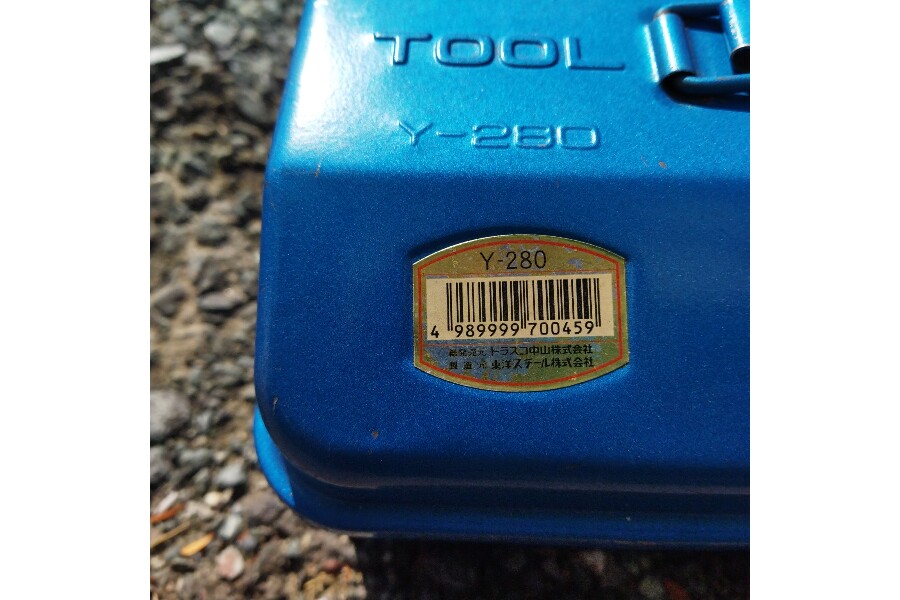 TOOL
Y-280
Y-280
4 989999 700459
総発売元 トラスコ中山株式会社
製造元 東洋スチール株式会社